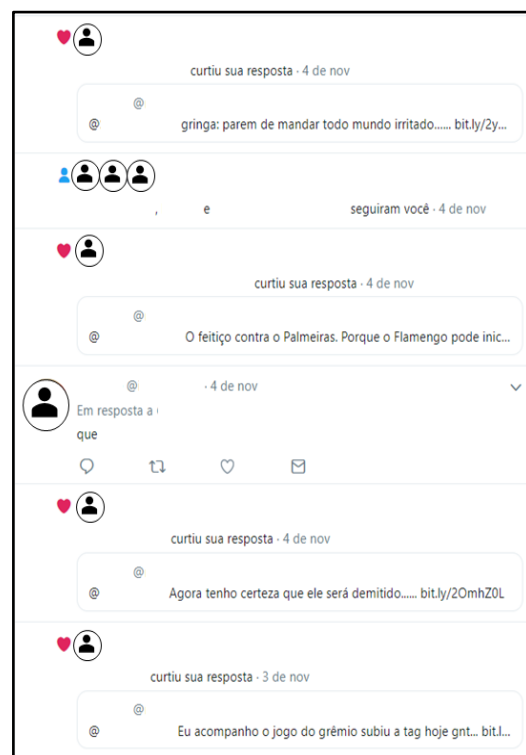 curtiu sua resposta · 4 de nov
@
@ gringa: parem de mandar todo mundo irritado...... bit.ly/2y...
, e seguiram você · 4 de nov
curtiu sua resposta · 4 de nov
@
@ O feitiço contra o Palmeiras. Porque o Flamengo pode inic...
@ · 4 de nov
Em resposta a
que
curtiu sua resposta · 4 de nov
@
@ Agora tenho certeza que ele será demitido...... bit.ly/2OmhZ0L
curtiu sua resposta · 3 de nov
@
@ Eu acompanho o jogo do grêmio subiu a tag hoje gnt... bit.l...